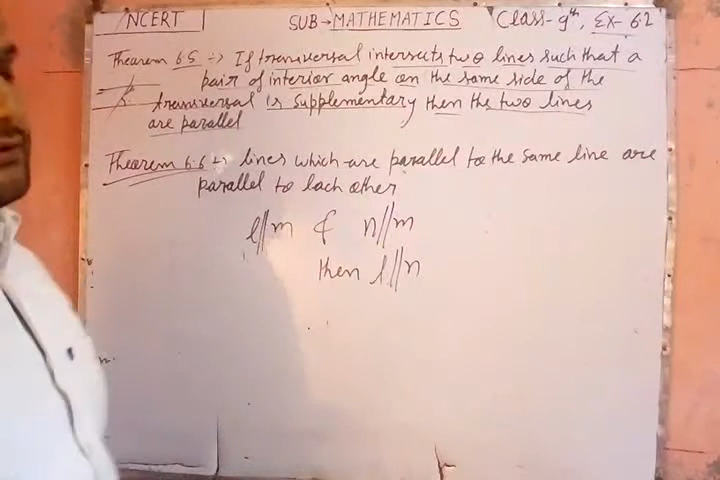 NCERT SUB→MATHEMATICS Class-9th, EX-6.2
Theorem 6.5 :→ If transversal intersects two lines such that a
pair of interior angle on the same side of the
transversal is supplementary then the two lines
are parallel
Theorem 6.6 :→ lines which are parallel to the same line are
parallel to each other
l//m & n//m
then l//n